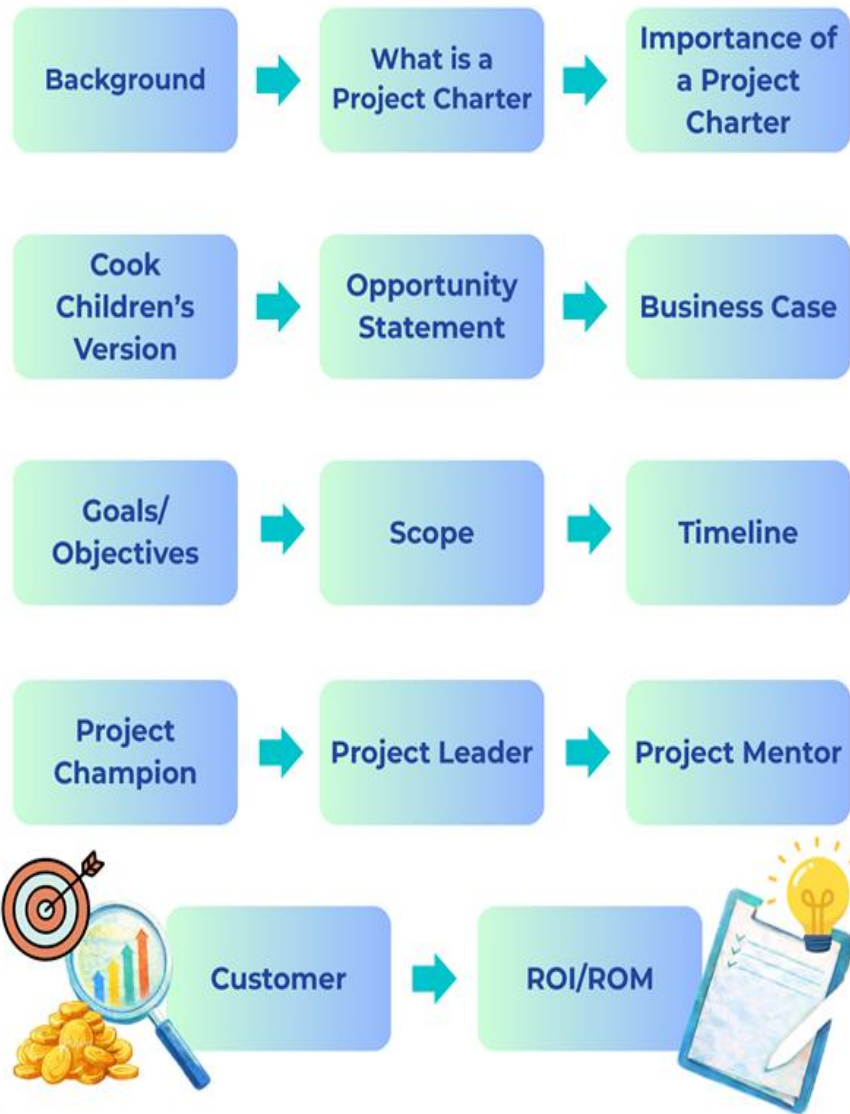 Background
What is a
Project Charter
Importance of
a Project
Charter
Cook
Children's
Version
Opportunity
Statement
Business Case
Goals/
Objectives
Scope
Timeline
Project
Champion
Project Leader
Project Mentor
Customer
ROI/ROM